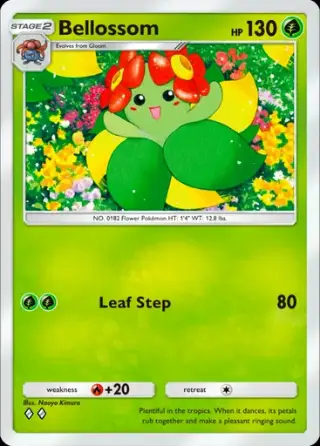 STAGE 2
Bellossom
HP 130
Evolves from Gloom
NO. 0182 Flower Pokémon HT: 1'4" WT: 12.8 lbs.
Leaf Step 80
weakness +20 retreat
Illus. Naoyo Kimura
Plentiful in the tropics. When it dances, its petals
rub together and make a pleasant ringing sound.